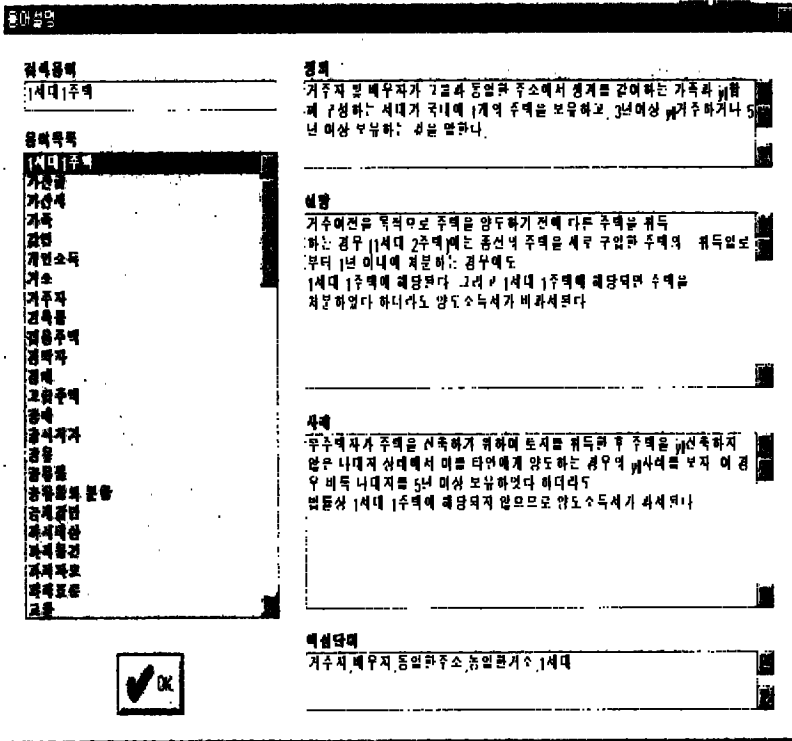 용어설명
검색용어
1세대1주택
용어목록
1세대1주택
가산금
가산세
가족
감면
개인소득
거소
거주자
건축물
겸용주택
경락자
경매
고급주택
공매
공시지가
공용
공유물
공유물의 분할
과세대상
과세물건
과세표준
교환
OK
정의
거주자 및 배우자가 그들과 동일한 주소에서 생계를 같이하는 가족과 함
께 구성하는 세대가 국내에 1개의 주택을 보유하고, 3년이상 거주하거나 5
년 이상 보유하는 것을 말한다.
설명
거주이전을 목적으로 주택을 양도하기 전에 다른 주택을 취득
하는 경우 [1세대 2주택]에는 종전의 주택을 새로 구입한 주택의 취득일로
부터 1년 이내에 처분하는 경우에도
1세대 1주택에 해당된다. 그리고 1세대 1주택에 해당되면 주택을
처분하였다 하더라도 양도소득세가 비과세된다
사례
무주택자가 주택을 신축하기 위하여 토지를 취득한 후 주택을 신축하지
않은 나대지 상태에서 이를 타인에게 양도하는 경우의 사례를 보자. 이 경
우 비록 나대지를 5년 이상 보유하였다 하더라도
법률상 1세대 1주택에 해당되지 않으므로 양도소득세가 과세된다
핵심단어
거주자,배우자,동일한주소,동일한거소,1세대